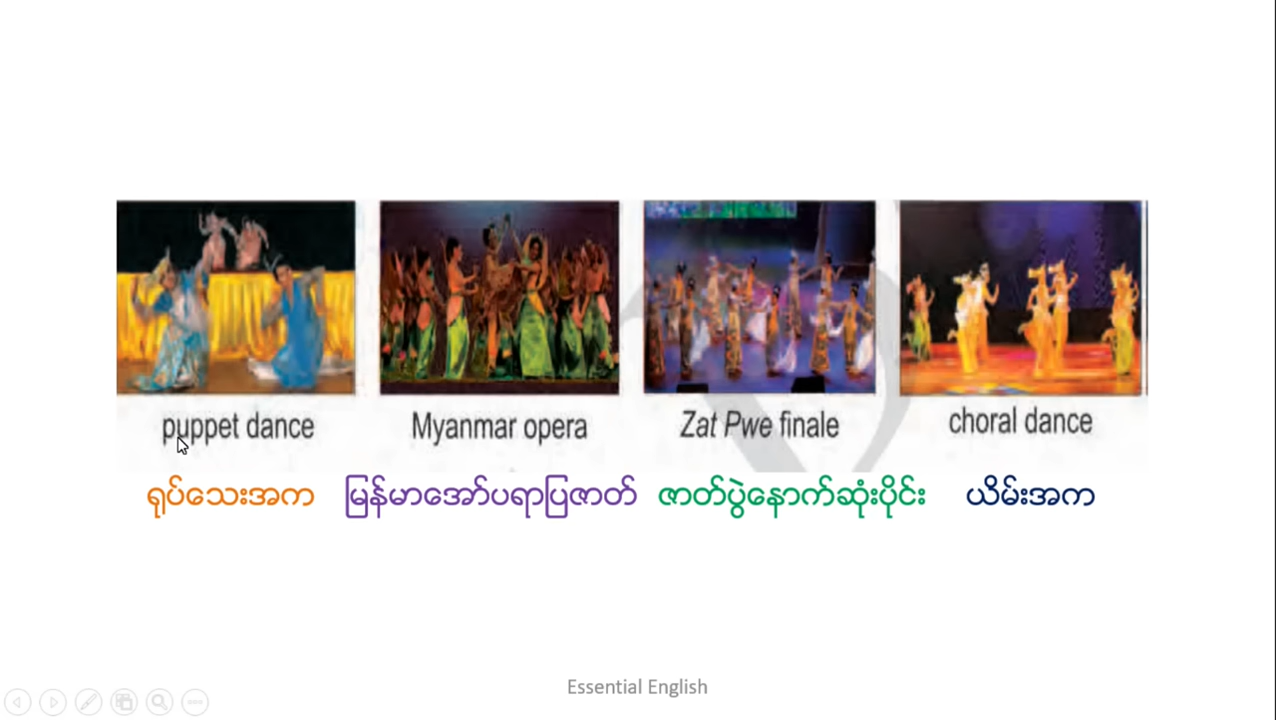 puppet dance Myanmar opera Zat Pwe finale choral dance
ရုပ်သေးအက မြန်မာအော်ပရာပြဇာတ် ဇာတ်ပွဲနောက်ဆုံးပိုင်း ယိမ်းအက
Essential English